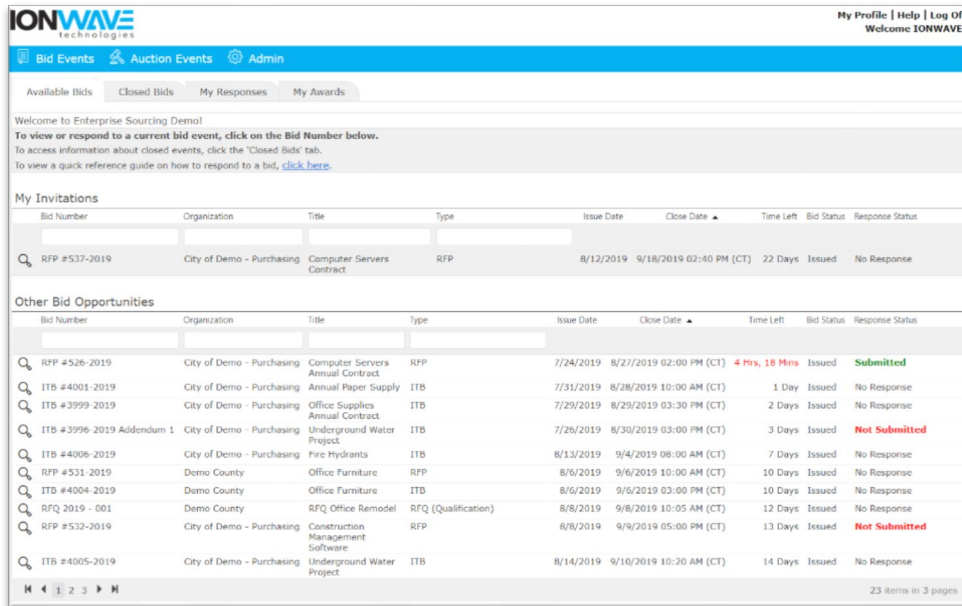 IONWAVE
technologies
My Profile | Help | Log Of
Welcome IONWAVE
Bid Events Auction Events Admin
Available Bids Closed Bids My Responses My Awards
Welcome to Enterprise Sourcing Demo!
To view or respond to a current bid event, click on the Bid Number below.
To access information about closed events, click the 'Closed Bids' tab.
To view a quick reference guide on how to respond to a bid, click here.
My Invitations
Bid Number Organization Title Type Issue Date Close Date ▲ Time Left Bid Status Response Status
RFP #537-2019 City of Demo - Purchasing Computer Servers RFP 8/12/2019 9/18/2019 02:40 PM (CT) 22 Days Issued No Response
Contract
Other Bid Opportunities
Bid Number Organization Title Type Issue Date Close Date ▲ Time Left Bid Status Response Status
RFP #526-2019 City of Demo - Purchasing Computer Servers RFP 7/24/2019 8/27/2019 02:00 PM (CT) 4 Hrs, 18 Mins Issued Submitted
Annual Contract
ITB #4001-2019 City of Demo - Purchasing Annual Paper Supply ITB 7/31/2019 8/28/2019 10:00 AM (CT) 1 Day Issued No Response
ITB #3999-2019 City of Demo - Purchasing Office Supplies ITB 7/29/2019 8/29/2019 03:30 PM (CT) 2 Days Issued No Response
Annual Contract
ITB #3996-2019 Addendum 1 City of Demo - Purchasing Underground Water ITB 7/26/2019 8/30/2019 03:00 PM (CT) 3 Days Issued Not Submitted
Project
ITB #4006-2019 City of Demo - Purchasing Fire Hydrants ITB 8/13/2019 9/4/2019 08:00 AM (CT) 7 Days Issued No Response
RFP #531-2019 Demo County Office Furniture RFP 8/6/2019 9/6/2019 10:00 AM (CT) 10 Days Issued No Response
ITB #4004-2019 Demo County Office Furniture ITB 8/6/2019 9/6/2019 03:00 PM (CT) 10 Days Issued No Response
RFQ 2019 - 001 Demo County RFQ Office Remodel RFQ (Qualification) 8/8/2019 9/8/2019 10:05 AM (CT) 12 Days Issued No Response
RFP #532-2019 City of Demo - Purchasing Construction RFP 8/8/2019 9/9/2019 05:00 PM (CT) 13 Days Issued Not Submitted
Management
Software
ITB #4005-2019 City of Demo - Purchasing Underground Water ITB 8/14/2019 9/10/2019 10:20 AM (CT) 14 Days Issued No Response
Project
1 2 3 23 items in 3 pages